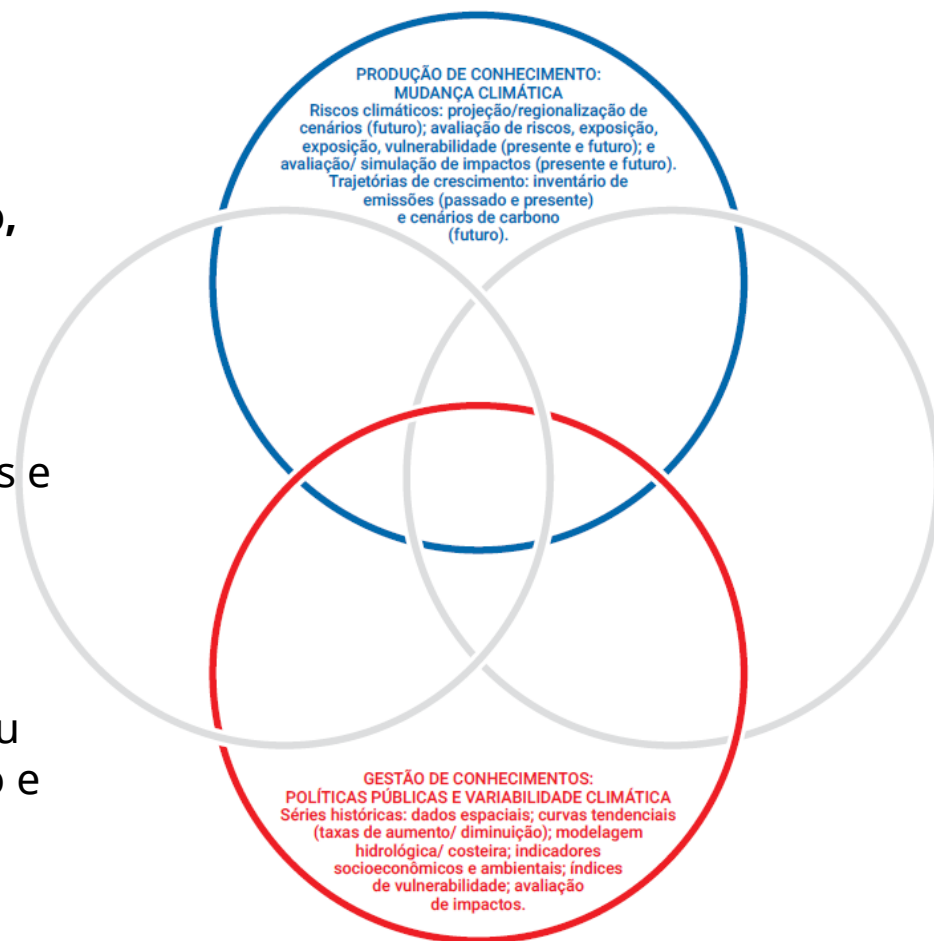 PRODUÇÃO DE CONHECIMENTO:
MUDANÇA CLIMÁTICA
Riscos climáticos: projeção/regionalização de
cenários (futuro); avaliação de riscos, exposição,
exposição, vulnerabilidade (presente e futuro); e
avaliação/ simulação de impactos (presente e futuro).
Trajetórias de crescimento: inventário de
emissões (passado e presente)
e cenários de carbono
(futuro).
s e
u
e
GESTÃO DE CONHECIMENTOS:
POLÍTICAS PÚBLICAS E VARIABILIDADE CLIMÁTICA
Séries históricas: dados espaciais; curvas tendenciais
(taxas de aumento/ diminuição); modelagem
hidrológica/ costeira; indicadores
socioeconômicos e ambientais; índices
de vulnerabilidade; avaliação
de impactos.